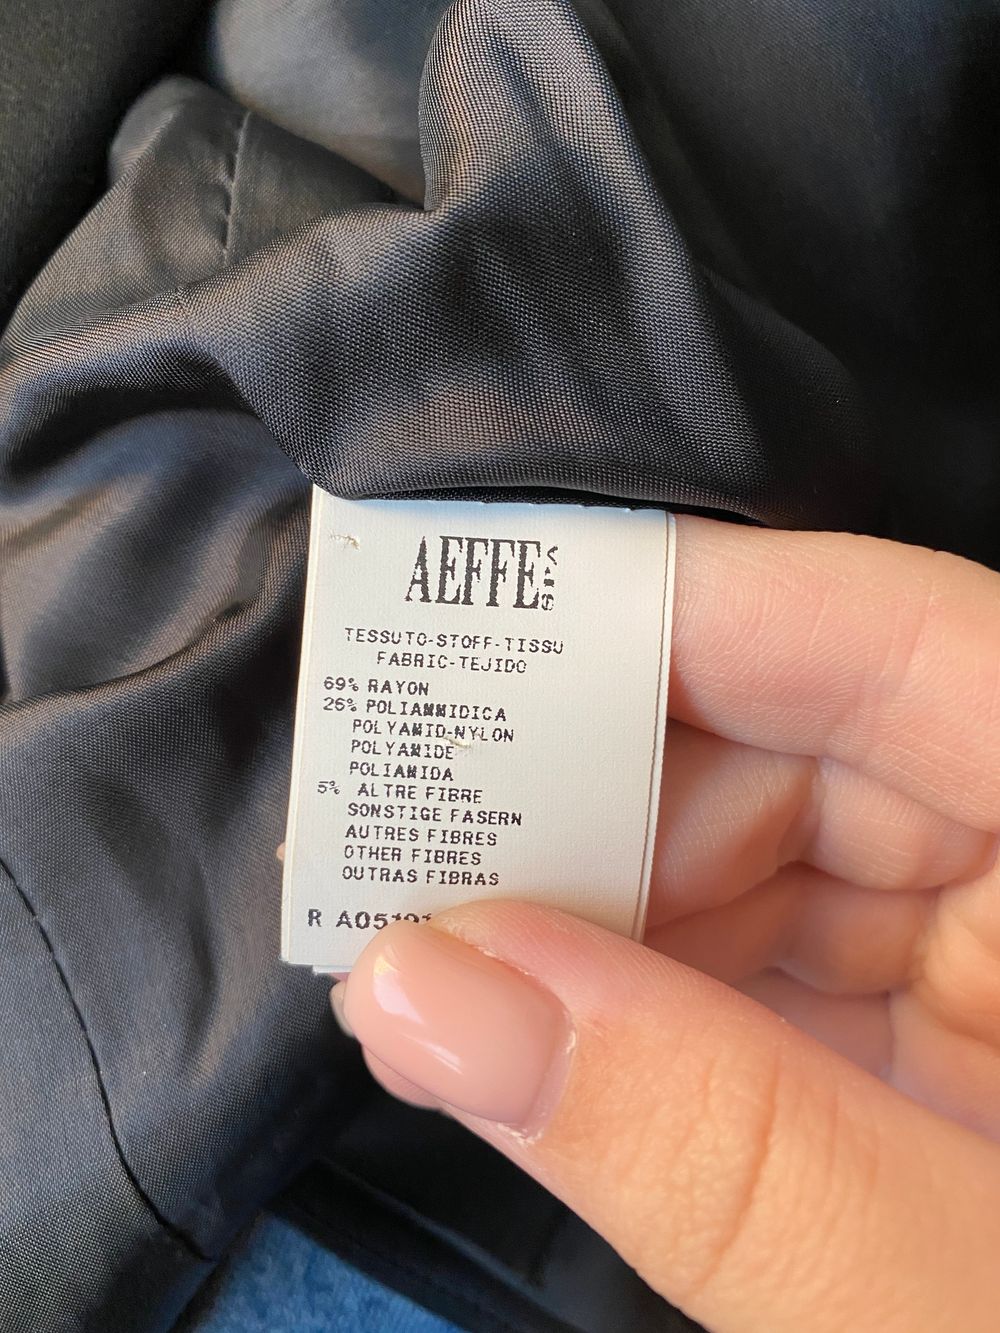 AEFFE SPA
TESSUTO-STOFF-TISSU
FABRIC-TEJIDO
69% RAYON
26% POLIAMMIDICA
POLYAMID-NYLON
POLYAMIDE
POLIAMIDA
5% ALTRE FIBRE
SONSTIGE FASERN
AUTRES FIBRES
OTHER FIBRES
OUTRAS FIBRAS
R